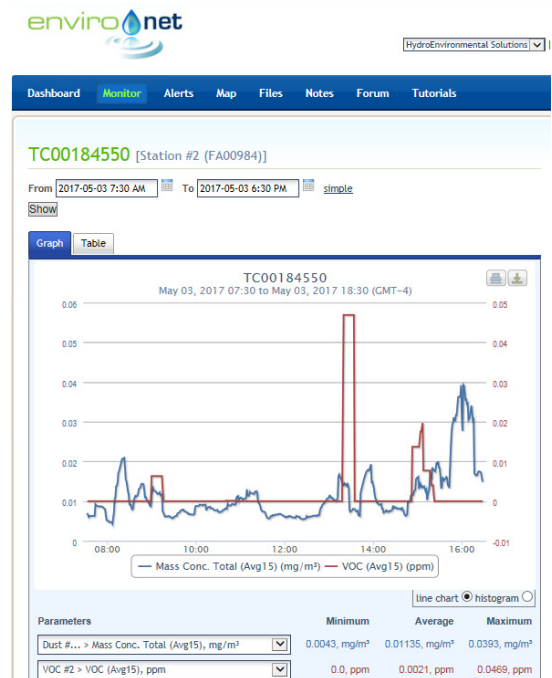 enviro net
HydroEnvironmental Solutions
Dashboard Monitor Alerts Map Files Notes Forum Tutorials
TC00184550 [Station #2 (FA00984)]
From 2017-05-03 7:30 AM To 2017-05-03 6:30 PM simple
Show
Graph Table
TC00184550
May 03, 2017 07:30 to May 03, 2017 18:30 (GMT-4)
0.06 0.05
0.05 0.04
0.04 0.03
0.03 0.02
0.02 0.01
0.01 0
0 -0.01
08:00 10:00 12:00 14:00 16:00
Mass Conc. Total (Avg15) (mg/m³) VOC (Avg15) (ppm)
line chart histogram
Parameters Minimum Average Maximum
Dust #... > Mass Conc. Total (Avg15), mg/m³ 0.0043, mg/m³ 0.01135, mg/m³ 0.0393, mg/m³
VOC #2 > VOC (Avg15), ppm 0.0, ppm 0.0021, ppm 0.0469, ppm